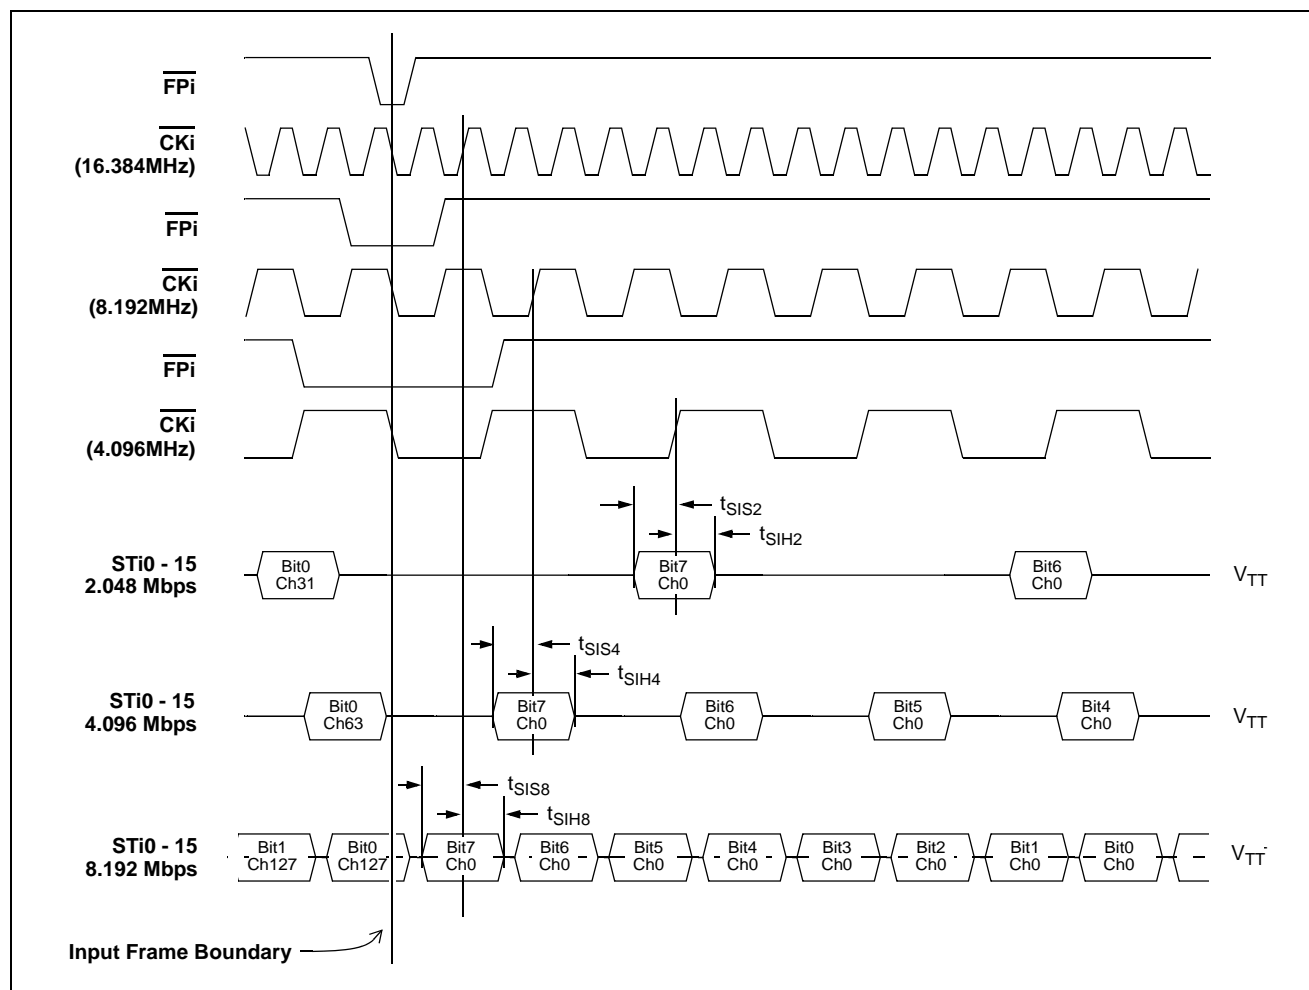 FPi
CKi
(16.384MHz)
FPi
CKi
(8.192MHz)
FPi
CKi
(4.096MHz)
tSIS2
tSIH2
STi0 - 15
2.048 Mbps
Bit0
Ch31
Bit7
Ch0
Bit6
Ch0
VTT
tSIS4
tSIH4
STi0 - 15
4.096 Mbps
Bit0
Ch63
Bit7
Ch0
Bit6
Ch0
Bit5
Ch0
Bit4
Ch0
VTT
tSIS8
tSIH8
STi0 - 15
8.192 Mbps
Bit1
Ch127
Bit0
Ch127
Bit7
Ch0
Bit6
Ch0
Bit5
Ch0
Bit4
Ch0
Bit3
Ch0
Bit2
Ch0
Bit1
Ch0
Bit0
Ch0
VTT
Input Frame Boundary